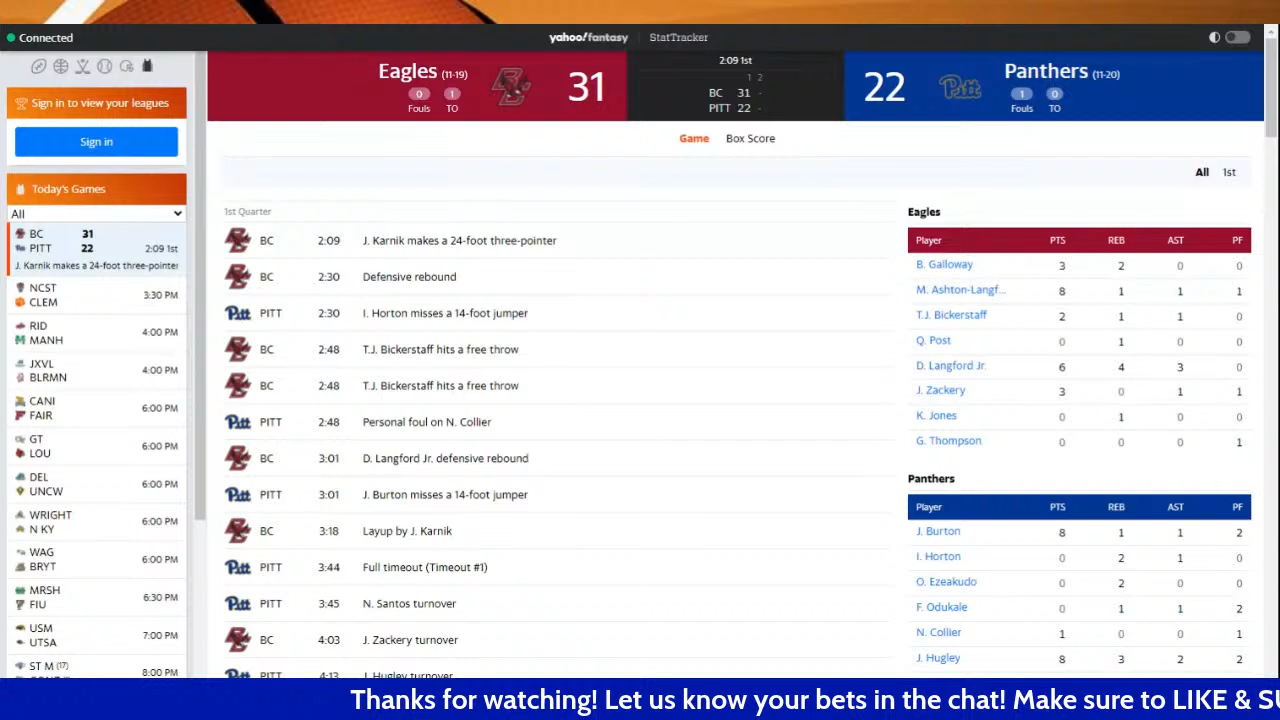 Connected
yahoo!fantasy StatTracker
Sign in to view your leagues
Sign in
Today's Games
All
BC 31
PITT 22 2:09 1st
J. Karnik makes a 24-foot three-pointer
NCST
CLEM
3:30 PM
RID
MANH
4:00 PM
JXVL
BLRMN
4:00 PM
CANI
FAIR
6:00 PM
GT
LOU
6:00 PM
DEL
UNCW
6:00 PM
WRIGHT
N KY
6:00 PM
WAG
BRYT
6:00 PM
MRSH
FIU
6:30 PM
USM
UTSA
7:00 PM
ST M (17)
8:00 PM
Eagles (11-19)
0 1
Fouls TO
31
2:09 1st
1 2
BC 31 -
PITT 22 -
22
Pitt
Panthers (11-20)
1 0
Fouls TO
Game Box Score
All 1st
1st Quarter
BC 2:09 J. Karnik makes a 24-foot three-pointer
BC 2:30 Defensive rebound
Pitt PITT 2:30 I. Horton misses a 14-foot jumper
BC 2:48 T.J. Bickerstaff hits a free throw
BC 2:48 T.J. Bickerstaff hits a free throw
Pitt PITT 2:48 Personal foul on N. Collier
BC 3:01 D. Langford Jr. defensive rebound
Pitt PITT 3:01 J. Burton misses a 14-foot jumper
BC 3:18 Layup by J. Karnik
Pitt PITT 3:44 Full timeout (Timeout #1)
Pitt PITT 3:45 N. Santos turnover
BC 4:03 J. Zackery turnover
Pitt PITT 4:13 J. Hugley turnover
Eagles
Player PTS REB AST PF
B. Galloway 3 2 0 0
M. Ashton-Langf... 8 1 1 1
T.J. Bickerstaff 2 1 1 0
Q. Post 0 1 0 0
D. Langford Jr. 6 4 3 0
J. Zackery 3 0 1 1
K. Jones 0 1 0 0
G. Thompson 0 0 0 1
Panthers
Player PTS REB AST PF
J. Burton 8 1 1 2
I. Horton 0 2 1 0
O. Ezeakudo 0 2 0 0
F. Odukale 0 1 1 2
N. Collier 1 0 0 1
J. Hugley 8 3 2 2
Thanks for watching! Let us know your bets in the chat! Make sure to LIKE & SU